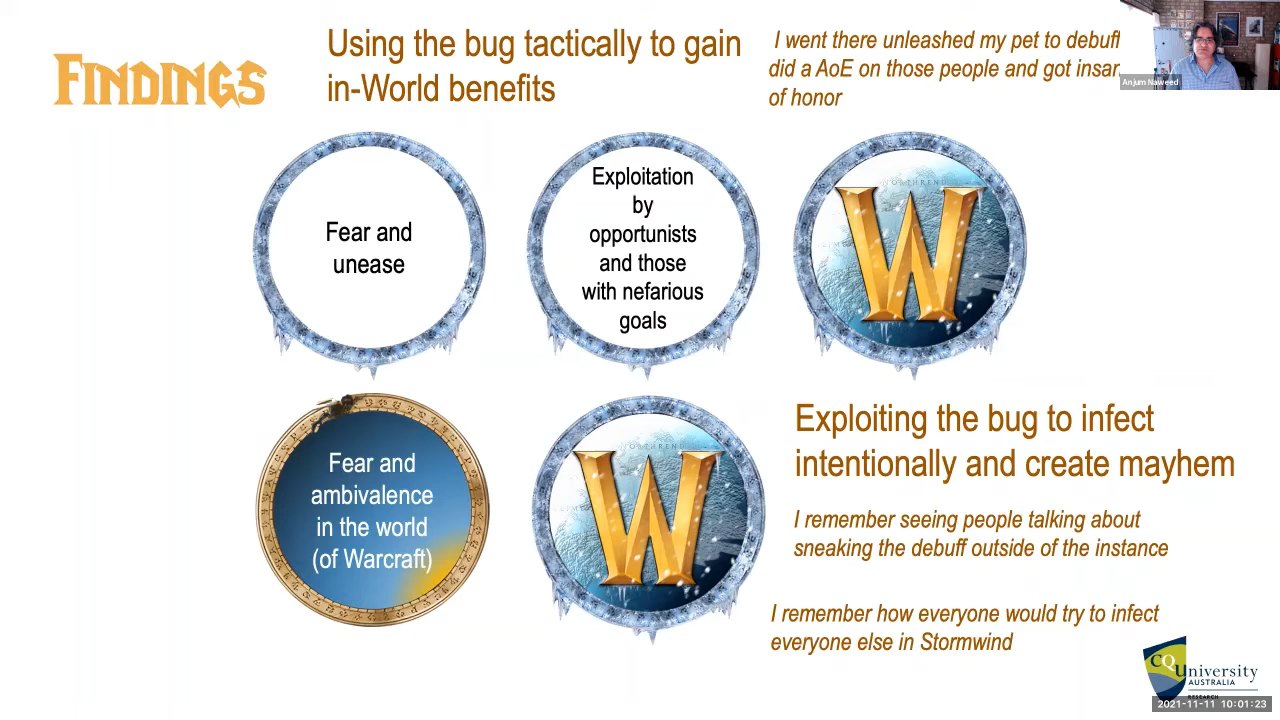 FINDINGS
Using the bug tactically to gain
in-World benefits
I went there unleashed my pet to debuff
did a AoE on those people and got
of honor
Anjum Naweed
Fear and
unease
Exploitation
by
opportunists
and those
with nefarious
goals
NORTHREND
W
Fear and
ambivalence
in the world
(of Warcraft)
NORTHREND
W
Exploiting the bug to infect
intentionally and create mayhem
I remember seeing people talking about
sneaking the debuff outside of the instance
I remember how everyone would try to infect
everyone else in Stormwind
CQUniversity
AUSTRALIA
RESEARCH
2021-11-11 10:01:23